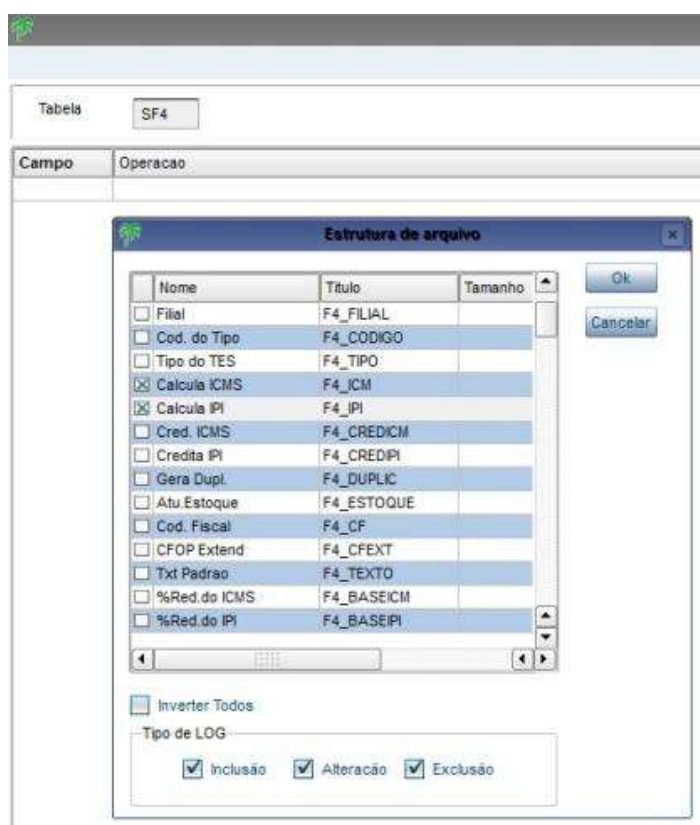 Tabela SF4
Campo Operacao
Estrutura de arquivo
Nome Título Tamanho Ok
Filial F4_FILIAL
Cod. do Tipo F4_CODIGO Cancelar
Tipo do TES F4_TIPO
Calcula ICMS F4_ICM
Calcula IPI F4_IPI
Cred. ICMS F4_CREDICM
Credita IPI F4_CREDIPI
Gera Dupl. F4_DUPLIC
Atu.Estoque F4_ESTOQUE
Cod. Fiscal F4_CF
CFOP Extend F4_CFEXT
Txt Padrao F4_TEXTO
%Red.do ICMS F4_BASEICM
%Red.do IPI F4_BASEIPI
Inverter Todos
Tipo de LOG
Inclusão Alteracão Exclusão